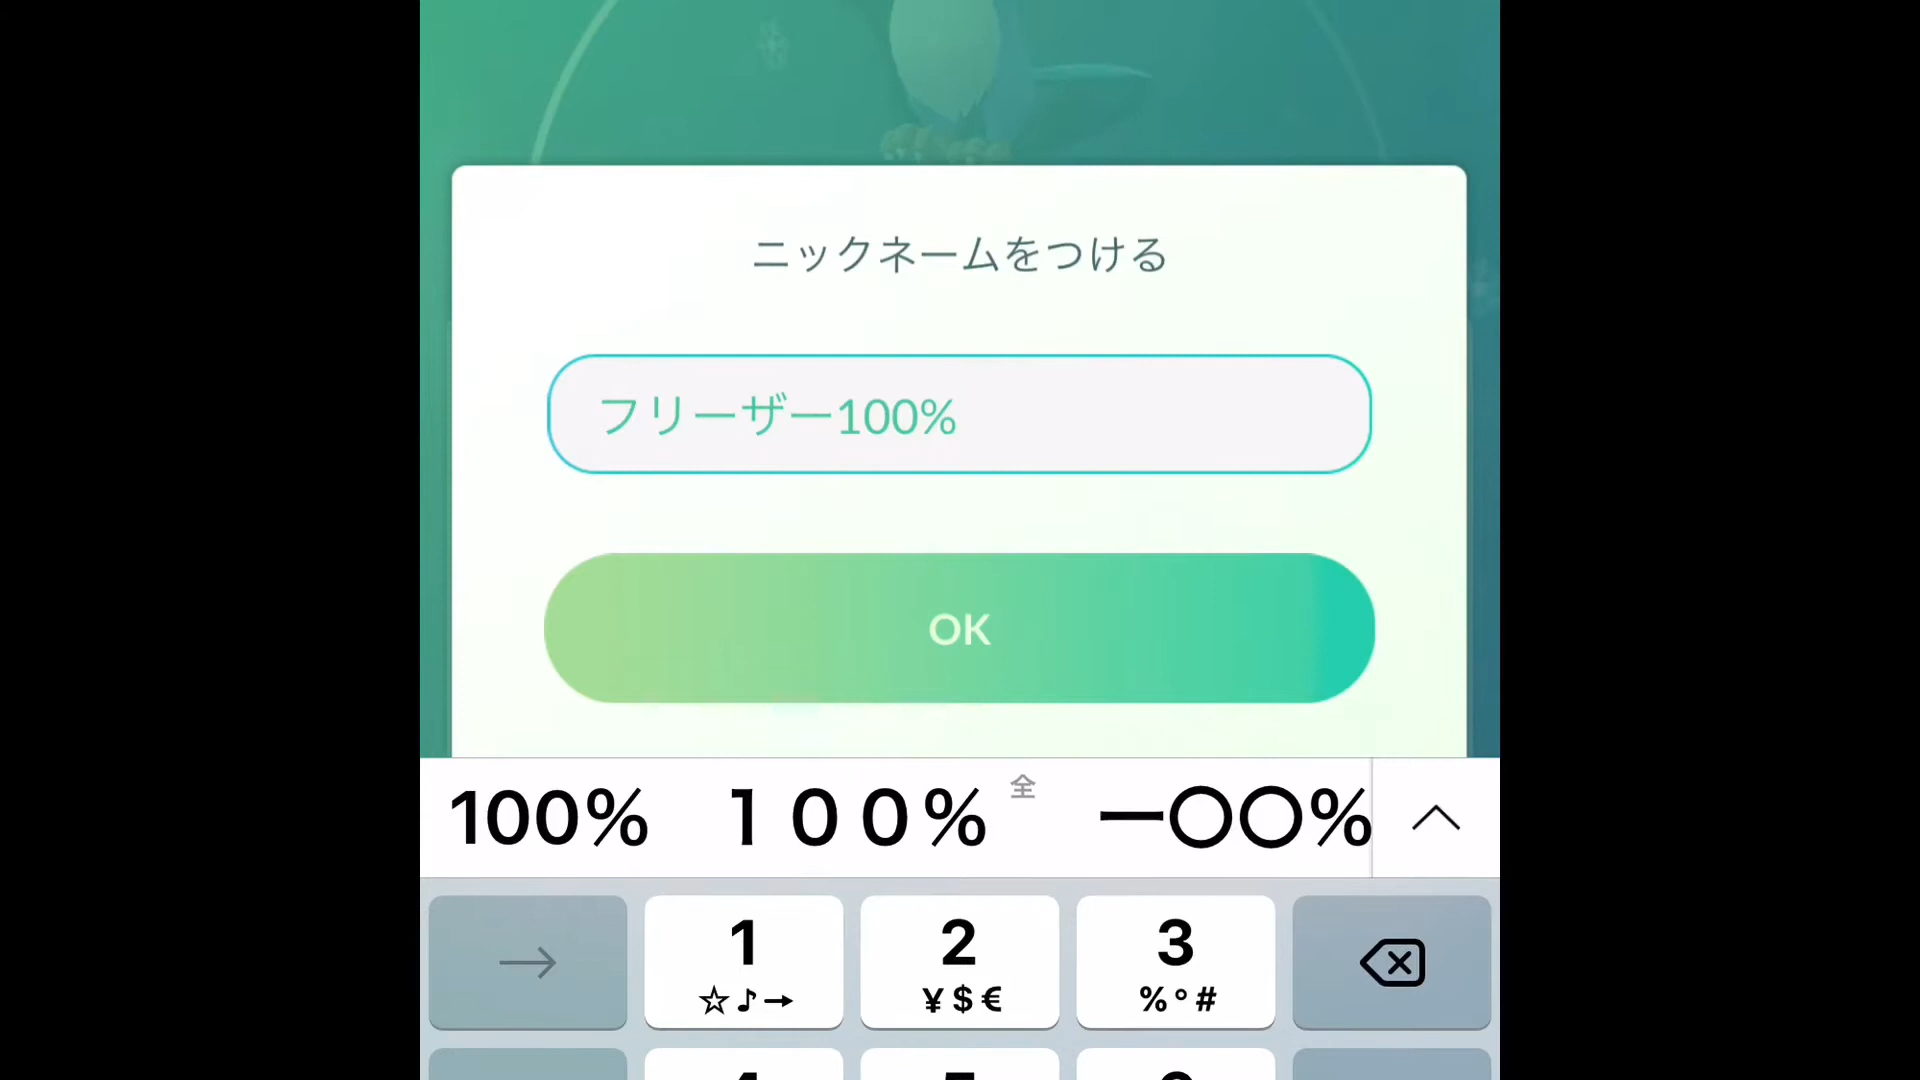 ニックネームをつける
フリーザー100%
OK
100% １００% 全 一〇〇%
→ 1 2 3
☆♪→ ¥$€ %°#